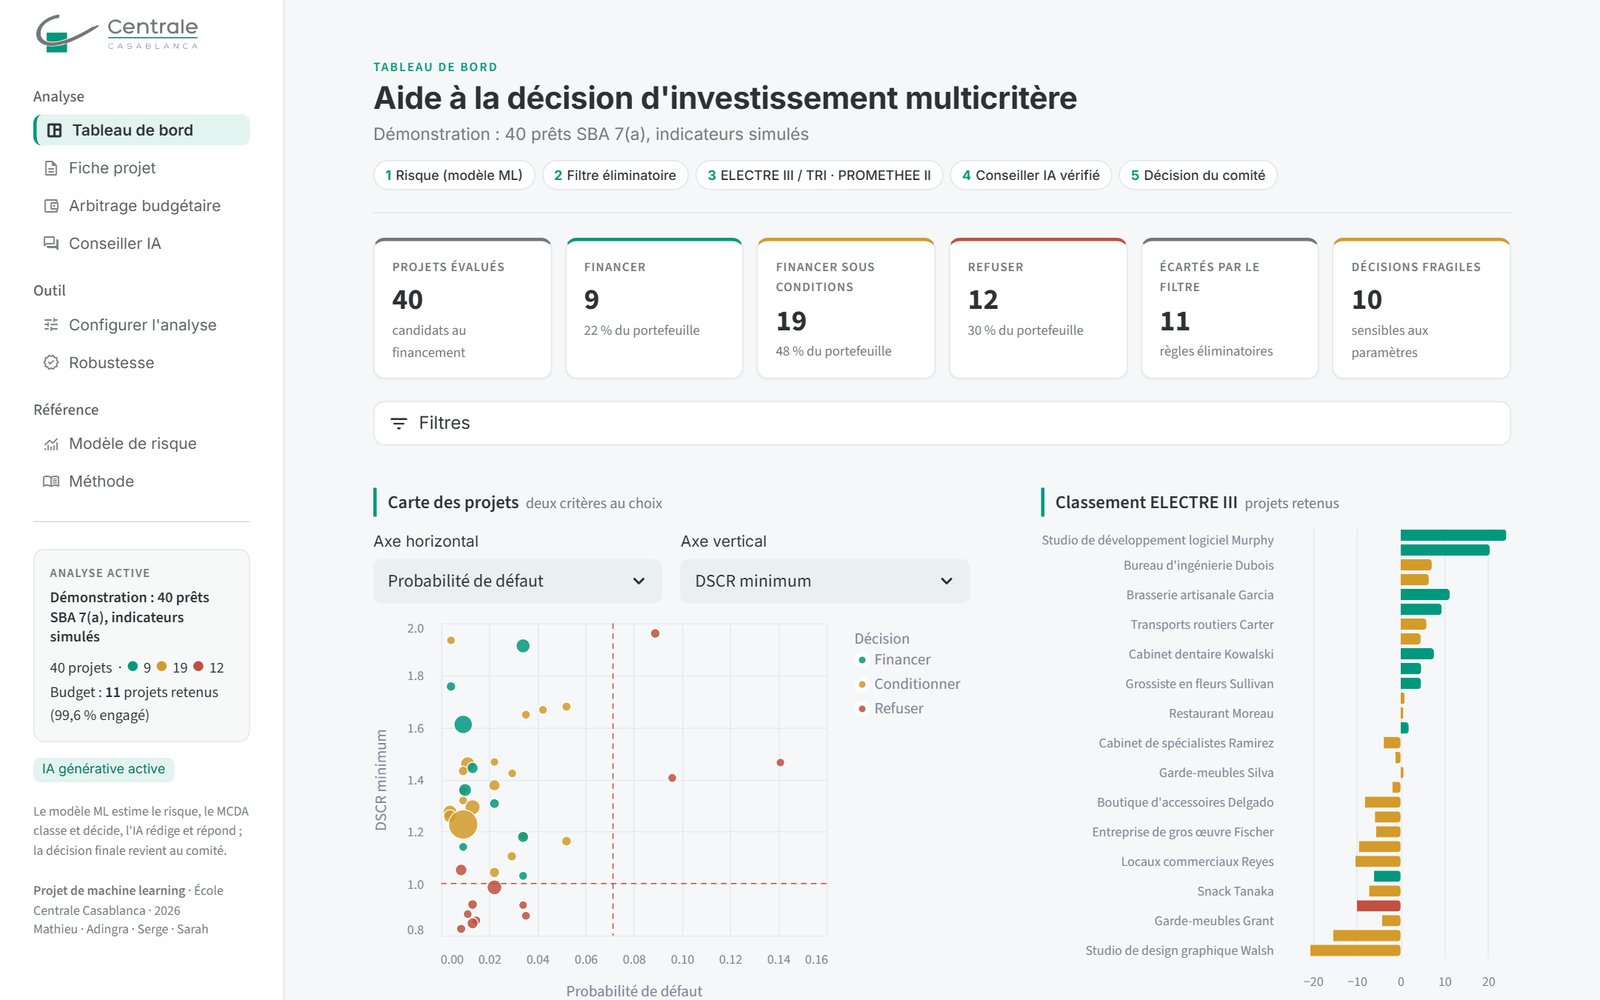 Centrale
CASABLANCA
Analyse
Tableau de bord
Fiche projet
Arbitrage budgétaire
Conseiller IA
Outil
Configurer l'analyse
Robustesse
Référence
Modèle de risque
Méthode
ANALYSE ACTIVE
Démonstration : 40 prêts
SBA 7(a), indicateurs
simulés
40 projets · 9 19 12
Budget : 11 projets retenus
(99,6 % engagé)
IA générative active
Le modèle ML estime le risque, le MCDA
classe et décide, l'IA rédige et répond ;
la décision finale revient au comité.
Projet de machine learning · École
Centrale Casablanca · 2026
Mathieu · Adingra · Serge · Sarah
TABLEAU DE BORD
Aide à la décision d'investissement multicritère
Démonstration : 40 prêts SBA 7(a), indicateurs simulés
1 Risque (modèle ML)
2 Filtre éliminatoire
3 ELECTRE III / TRI · PROMETHEE II
4 Conseiller IA vérifié
5 Décision du comité
PROJETS ÉVALUÉS
40
candidats au
financement
FINANCER
9
22 % du portefeuille
FINANCER SOUS
CONDITIONS
19
48 % du portefeuille
REFUSER
12
30 % du portefeuille
ÉCARTÉS PAR LE
FILTRE
11
règles éliminatoires
DÉCISIONS FRAGILES
10
sensibles aux
paramètres
Filtres
Carte des projets deux critères au choix
Axe horizontal
Probabilité de défaut
Axe vertical
DSCR minimum
2.0
1.8
1.6
1.4
1.2
1.0
0.8
DSCR minimum
0.00 0.02 0.04 0.06 0.08 0.10 0.12 0.14 0.16
Probabilité de défaut
Décision
Financer
Conditionner
Refuser
Classement ELECTRE III projets retenus
Studio de développement logiciel Murphy
Bureau d'ingénierie Dubois
Brasserie artisanale Garcia
Transports routiers Carter
Cabinet dentaire Kowalski
Grossiste en fleurs Sullivan
Restaurant Moreau
Cabinet de spécialistes Ramirez
Garde-meubles Silva
Boutique d'accessoires Delgado
Entreprise de gros œuvre Fischer
Locaux commerciaux Reyes
Snack Tanaka
Garde-meubles Grant
Studio de design graphique Walsh
−20 −10 0 10 20